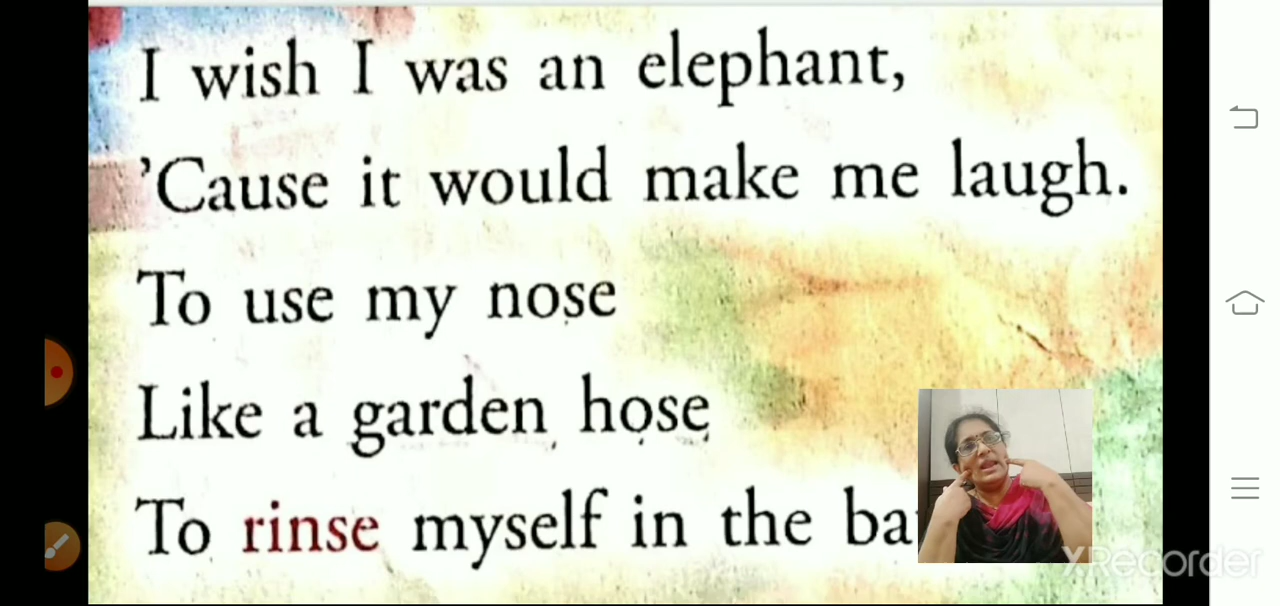 I wish I was an elephant,
’Cause it would make me laugh.
To use my nose
Like a garden hose
To rinse myself in the
XRecorder